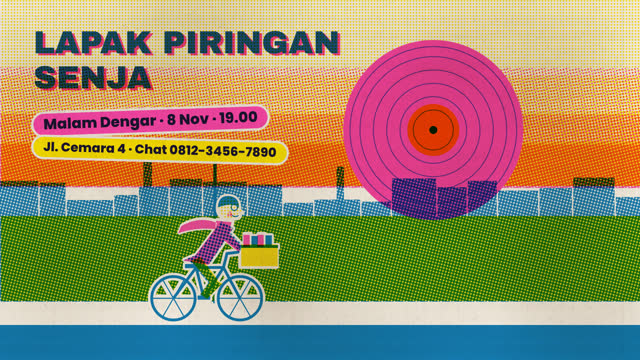 LAPAK PIRINGAN
SENJA
Malam Dengar · 8 Nov · 19.00
Jl. Cemara 4 · Chat 0812-3456-7890